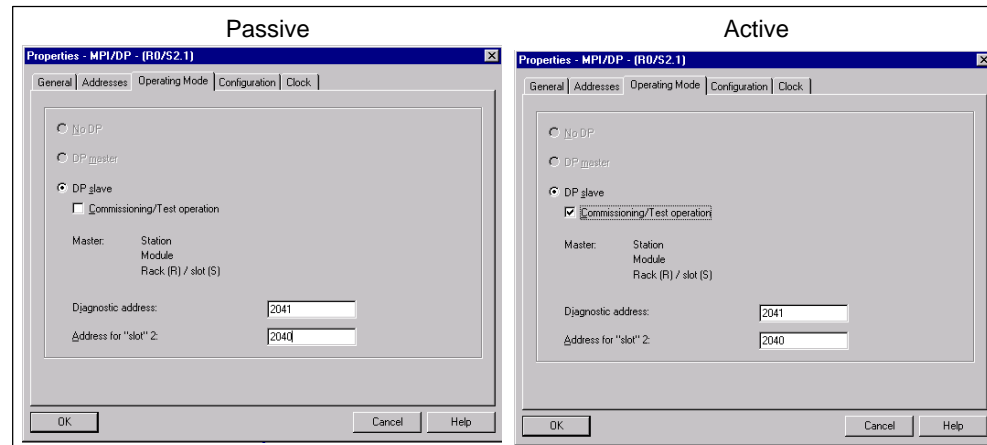 Passive
Properties - MPI/DP - (R0/S2.1)
General Addresses Operating Mode Configuration Clock
No DP
DP master
DP slave
Commissioning/Test operation
Master: Station
Module
Rack (R) / slot (S)
Diagnostic address: 2041
Address for "slot" 2: 2040
OK Cancel Help
Active
Properties - MPI/DP - (R0/S2.1)
General Addresses Operating Mode Configuration Clock
No DP
DP master
DP slave
Commissioning/Test operation
Master: Station
Module
Rack (R) / slot (S)
Diagnostic address: 2041
Address for "slot" 2: 2040
OK Cancel Help